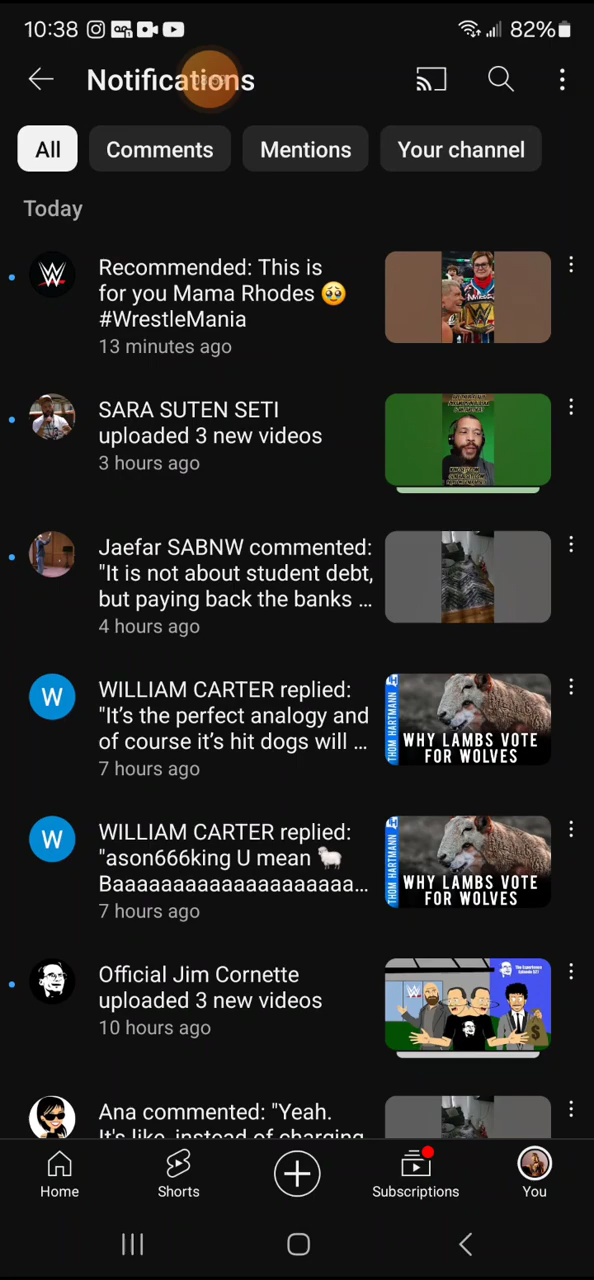 10:38
82%
Notifications
All
Comments
Mentions
Your channel
Today
Recommended: This is
for you Mama Rhodes 🥹
#WrestleMania
13 minutes ago
SARA SUTEN SETI
uploaded 3 new videos
3 hours ago
Jaefar SABNW commented:
"It is not about student debt,
but paying back the banks ...
4 hours ago
WILLIAM CARTER replied:
"It’s the perfect analogy and
of course it’s hit dogs will ...
7 hours ago
THOM HARTMANN
WHY LAMBS VOTE
FOR WOLVES
WILLIAM CARTER replied:
"ason666king U mean 🐑
Baaaaaaaaaaaaaaaaaaaa...
7 hours ago
THOM HARTMANN
WHY LAMBS VOTE
FOR WOLVES
Official Jim Cornette
uploaded 3 new videos
10 hours ago
Ana commented: "Yeah.
It's like, instead of charging
Home
Shorts
Subscriptions
You